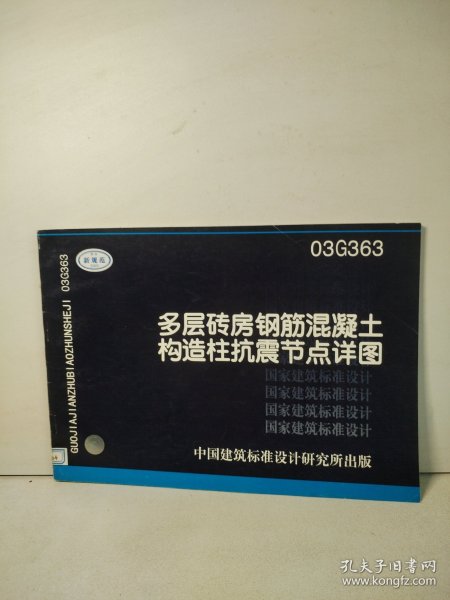 03G363
新规范
GUOJIAJIANZHUBIAOZHUNSHEJI 03G363
多层砖房钢筋混凝土
构造柱抗震节点详图
国家建筑标准设计
国家建筑标准设计
国家建筑标准设计
国家建筑标准设计
中国建筑标准设计研究所出版
孔夫子旧书网
www.kongfz.com